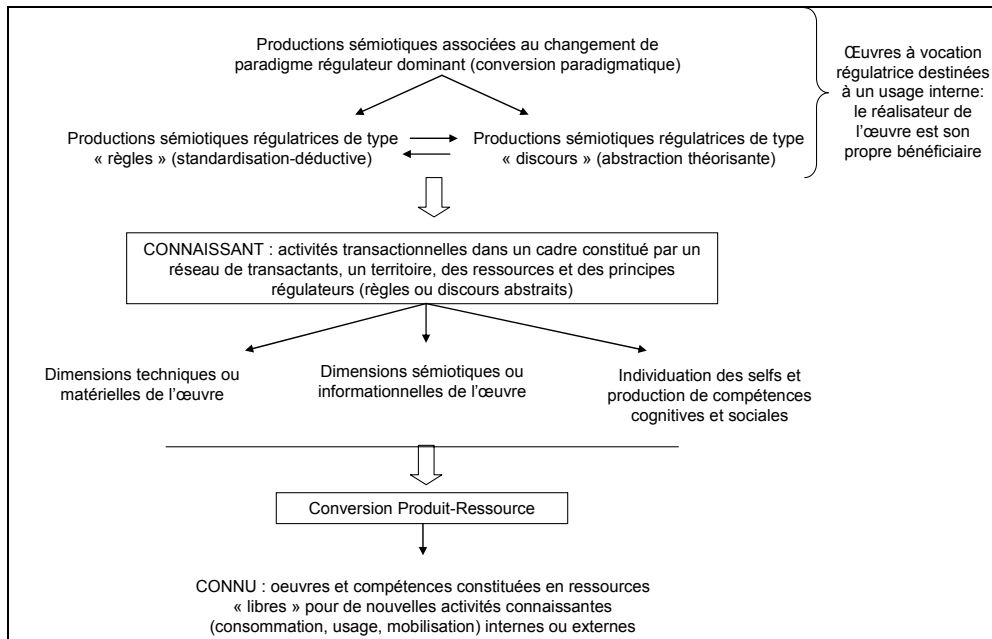 Productions sémiotiques associées au changement de
paradigme régulateur dominant (conversion paradigmatique)
Œuvres à vocation
régulatrice destinées
à un usage interne:
le réalisateur de
l’œuvre est son
propre bénéficiaire
Productions sémiotiques régulatrices de type
« règles » (standardisation-déductive)
Productions sémiotiques régulatrices de type
« discours » (abstraction théorisante)
CONNAISSANT : activités transactionnelles dans un cadre constitué par un
réseau de transactants, un territoire, des ressources et des principes
régulateurs (règles ou discours abstraits)
Dimensions techniques ou
matérielles de l’œuvre
Dimensions sémiotiques ou
informationnelles de l’œuvre
Individuation des selfs et
production de compétences
cognitives et sociales
Conversion Produit-Ressource
CONNU : oeuvres et compétences constituées en ressources
« libres » pour de nouvelles activités connaissantes
(consommation, usage, mobilisation) internes ou externes